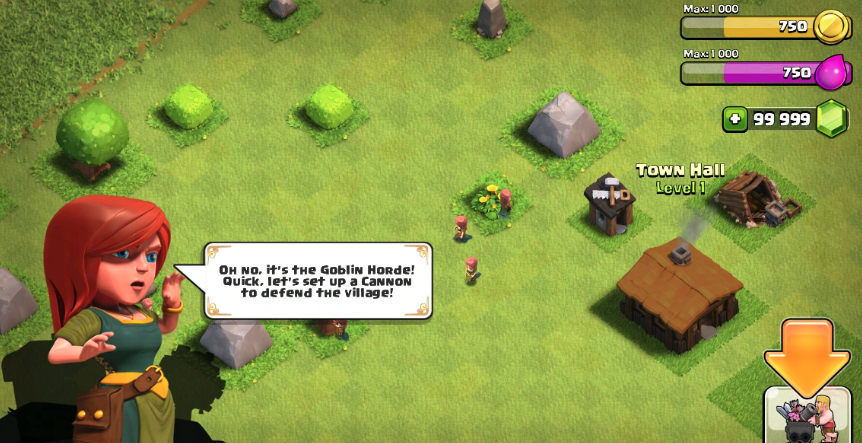 Max: 1 000
750
Max: 1 000
750
+ 99 999
Town Hall
Level 1
Oh no, it's the Goblin Horde!
Quick, let's set up a Cannon
to defend the village!